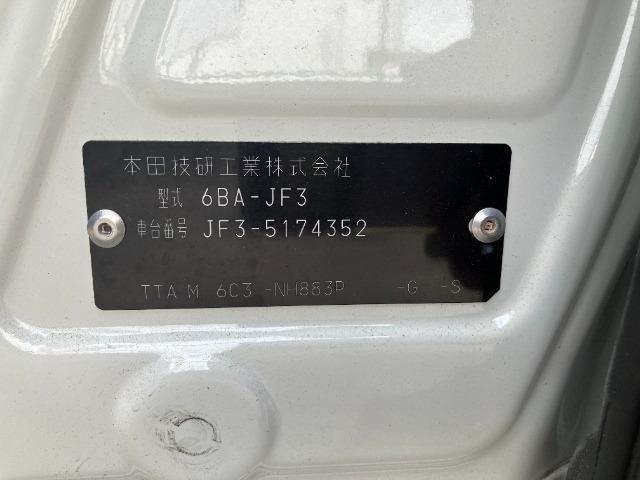 本田技研工業株式会社
型式 6BA-JF3
車台番号 JF3-5174352
TTA M 6C3 -NH883P -G -S